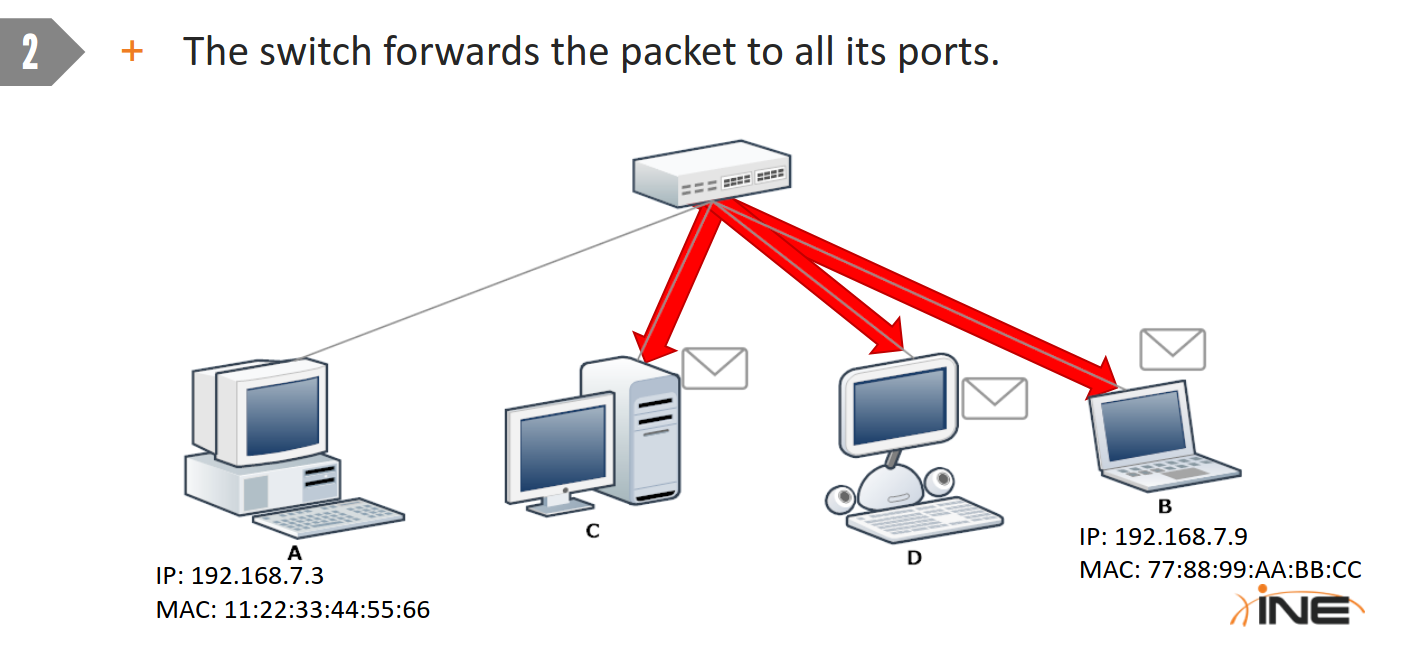 2
+ The switch forwards the packet to all its ports.
A
IP: 192.168.7.3
MAC: 11:22:33:44:55:66
C
D
B
IP: 192.168.7.9
MAC: 77:88:99:AA:BB:CC
iNE